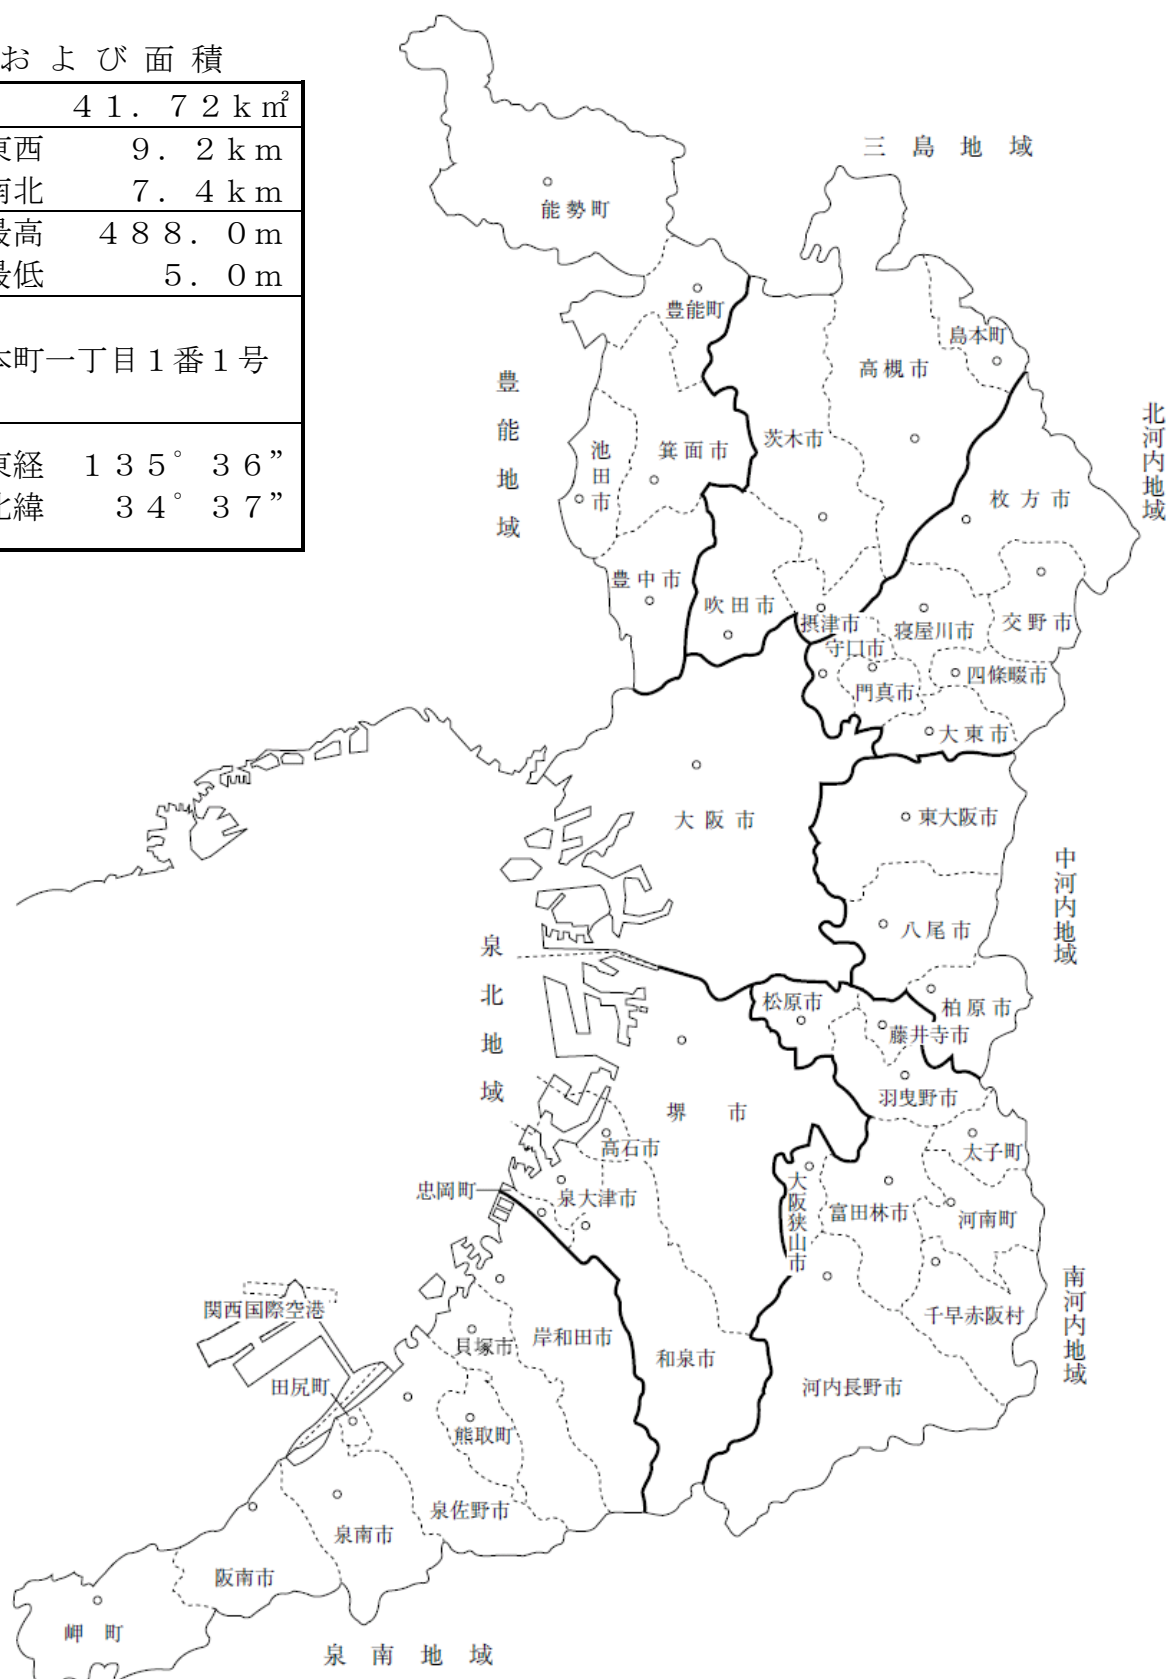 および面積
41.72k㎡
東西 9.2km
南北 7.4km
最高 488.0m
最低 5.0m
本町一丁目1番1号
東経 135°36”
北緯 34°37”
三島地域
能勢町
豊能町
島本町
高槻市
豊能地域
北河内地域
茨木市
箕面市
池田市
枚方市
豊中市
吹田市
摂津市
寝屋川市
交野市
守口市
門真市
四條畷市
大東市
大阪市
東大阪市
中河内地域
八尾市
泉北地域
松原市
柏原市
藤井寺市
羽曳野市
堺市
高石市
太子町
忠岡町
泉大津市
大阪狭山市
富田林市
河南町
南河内地域
関西国際空港
千早赤阪村
岸和田市
貝塚市
和泉市
田尻町
河内長野市
熊取町
泉佐野市
泉南市
阪南市
岬町
泉南地域